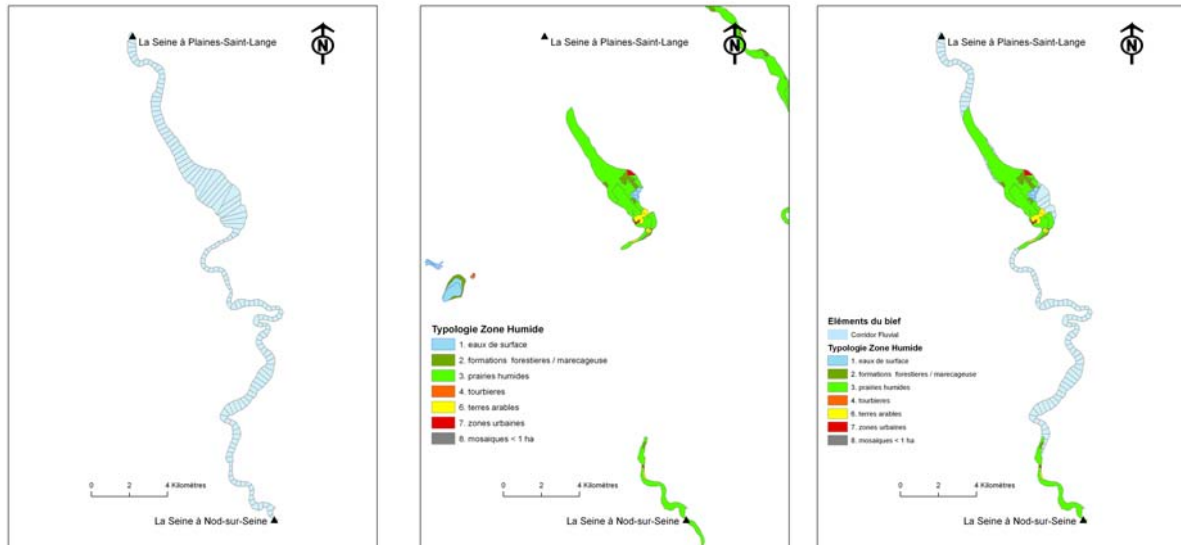 La Seine à Plaines-Saint-Lange
N
0 2 4 Kilomètres
La Seine à Nod-sur-Seine
La Seine à Plaines-Saint-Lange
N
Typologie Zone Humide
1. eaux de surface
2. formations forestieres / marecageuse
3. prairies humides
4. tourbieres
6. terres arables
7. zones urbaines
8. mosaiques < 1 ha
0 2 4 Kilomètres
La Seine à Nod-sur-Seine
La Seine à Plaines-Saint-Lange
N
Eléments du bief
Corridor Fluvial
Typologie Zone Humide
1. eaux de surface
2. formations forestieres / marecageuse
3. prairies humides
4. tourbieres
6. terres arables
7. zones urbaines
8. mosaiques < 1 ha
0 2 4 Kilomètres
La Seine à Nod-sur-Seine